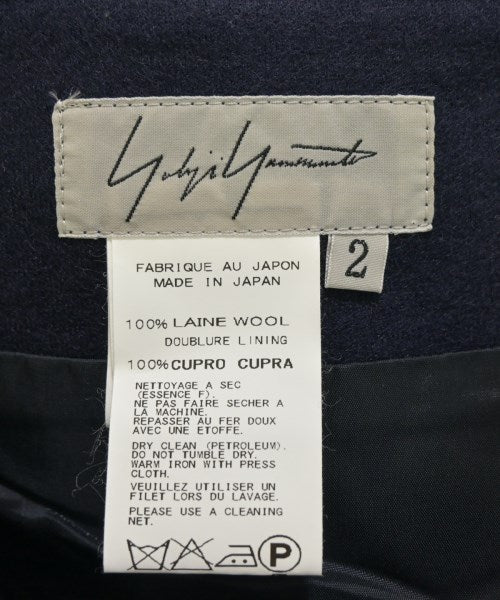 Yohji Yamamoto
2
FABRIQUE AU JAPON
MADE IN JAPAN
100% LAINE WOOL
DOUBLURE LINING
100% CUPRO CUPRA
NETTOYAGE A SEC
(ESSENCE F).
NE PAS FAIRE SECHER A
LA MACHINE.
REPASSER AU FER DOUX
AVEC UNE ETOFFE.
DRY CLEAN (PETROLEUM).
DO NOT TUMBLE DRY.
WARM IRON WITH PRESS
CLOTH.
VEUILLEZ UTILISER UN
FILET LORS DU LAVAGE.
PLEASE USE A CLEANING
NET.
P